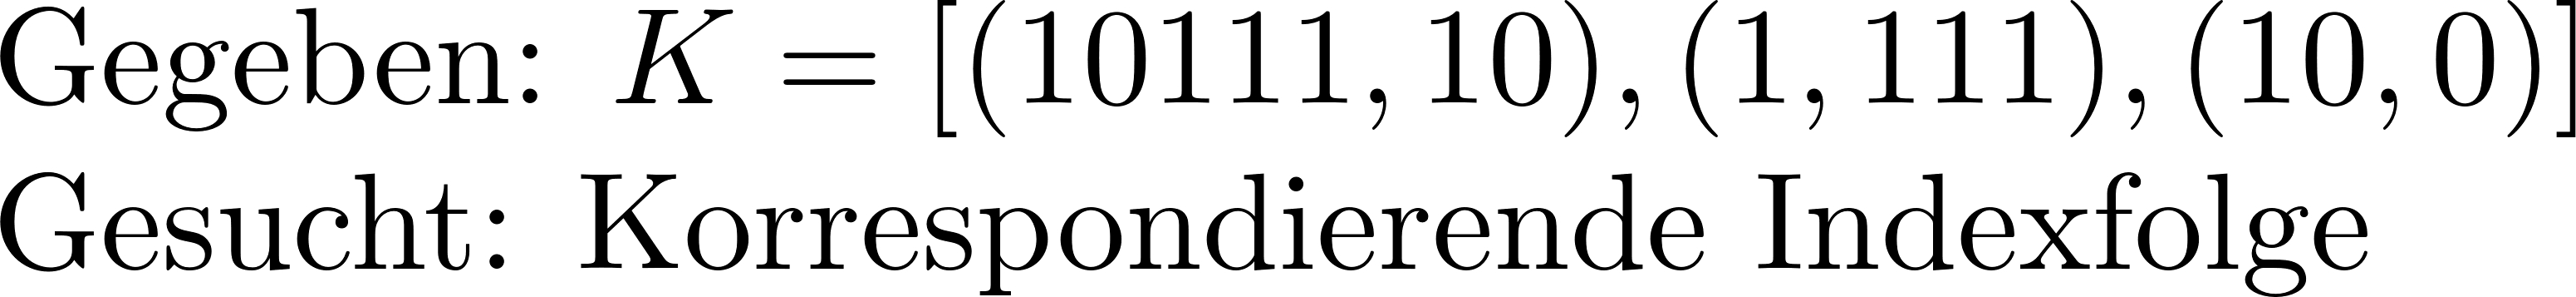 Gegeben: K = [(10111, 10), (1, 111), (10, 0)]
Gesucht: Korrespondierende Indexfolge